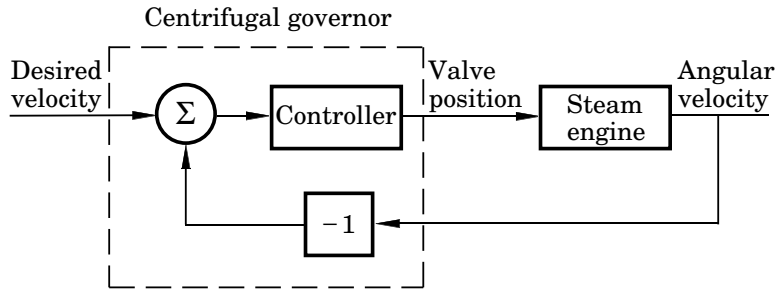 Centrifugal governor
Desired
velocity
Σ
Controller
Valve
position
Steam
engine
Angular
velocity
−1